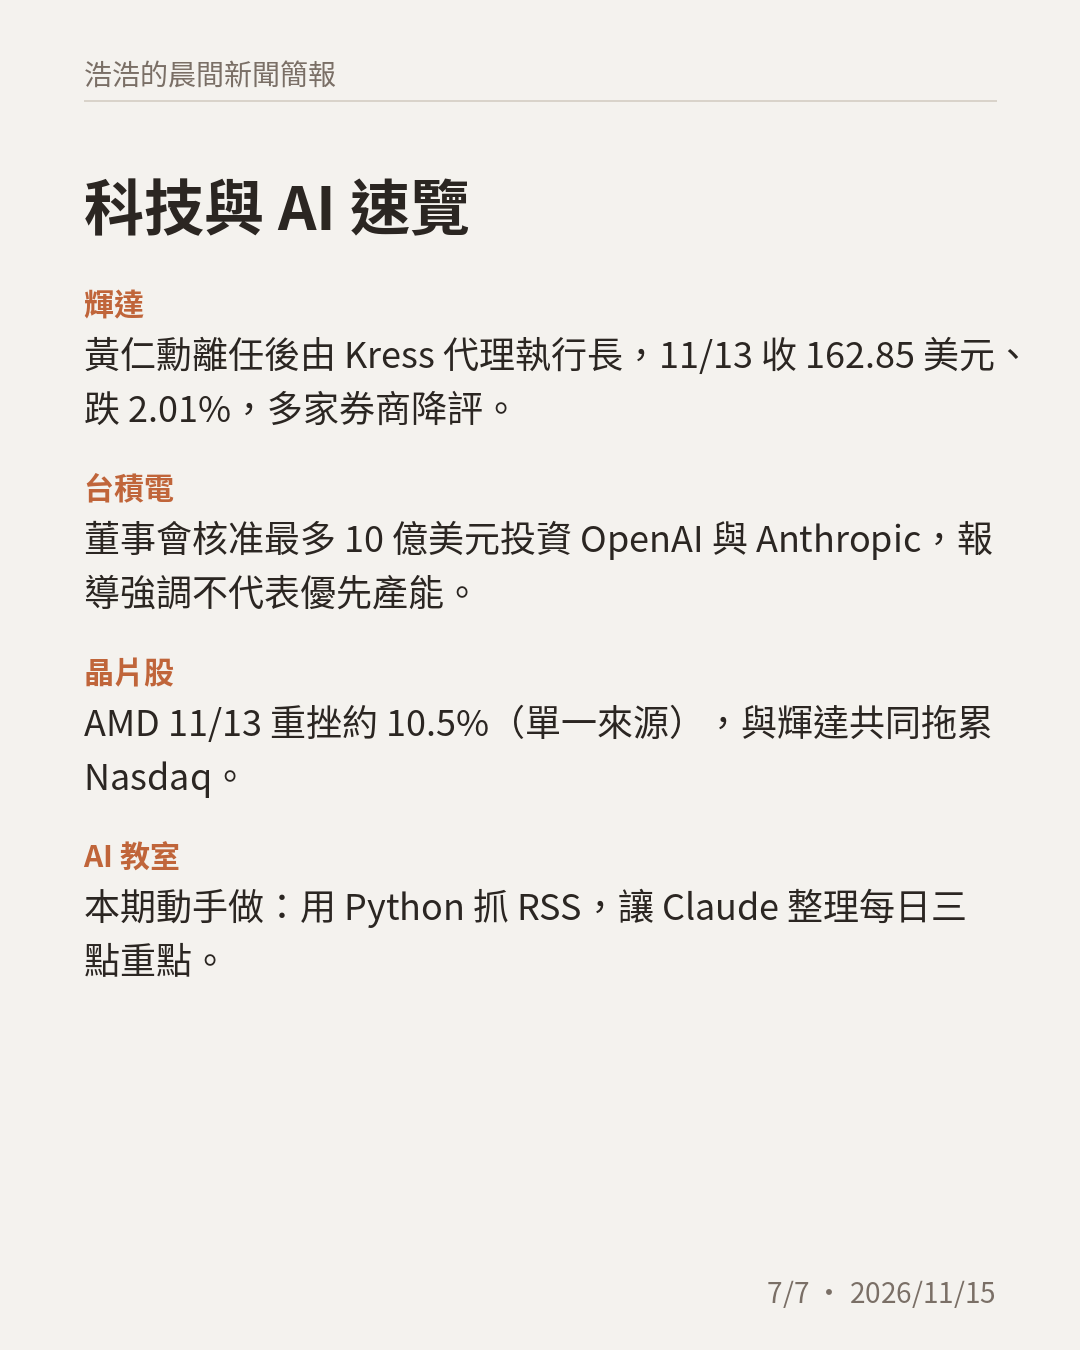 浩浩的晨間新聞簡報
科技與 AI 速覽
輝達
黃仁勳離任後由 Kress 代理執行長，11/13 收 162.85 美元、
跌 2.01%，多家券商降評。
台積電
董事會核准最多 10 億美元投資 OpenAI 與 Anthropic，報
導強調不代表優先產能。
晶片股
AMD 11/13 重挫約 10.5%（單一來源），與輝達共同拖累
Nasdaq。
AI 教室
本期動手做：用 Python 抓 RSS，讓 Claude 整理每日三
點重點。
7/7 · 2026/11/15